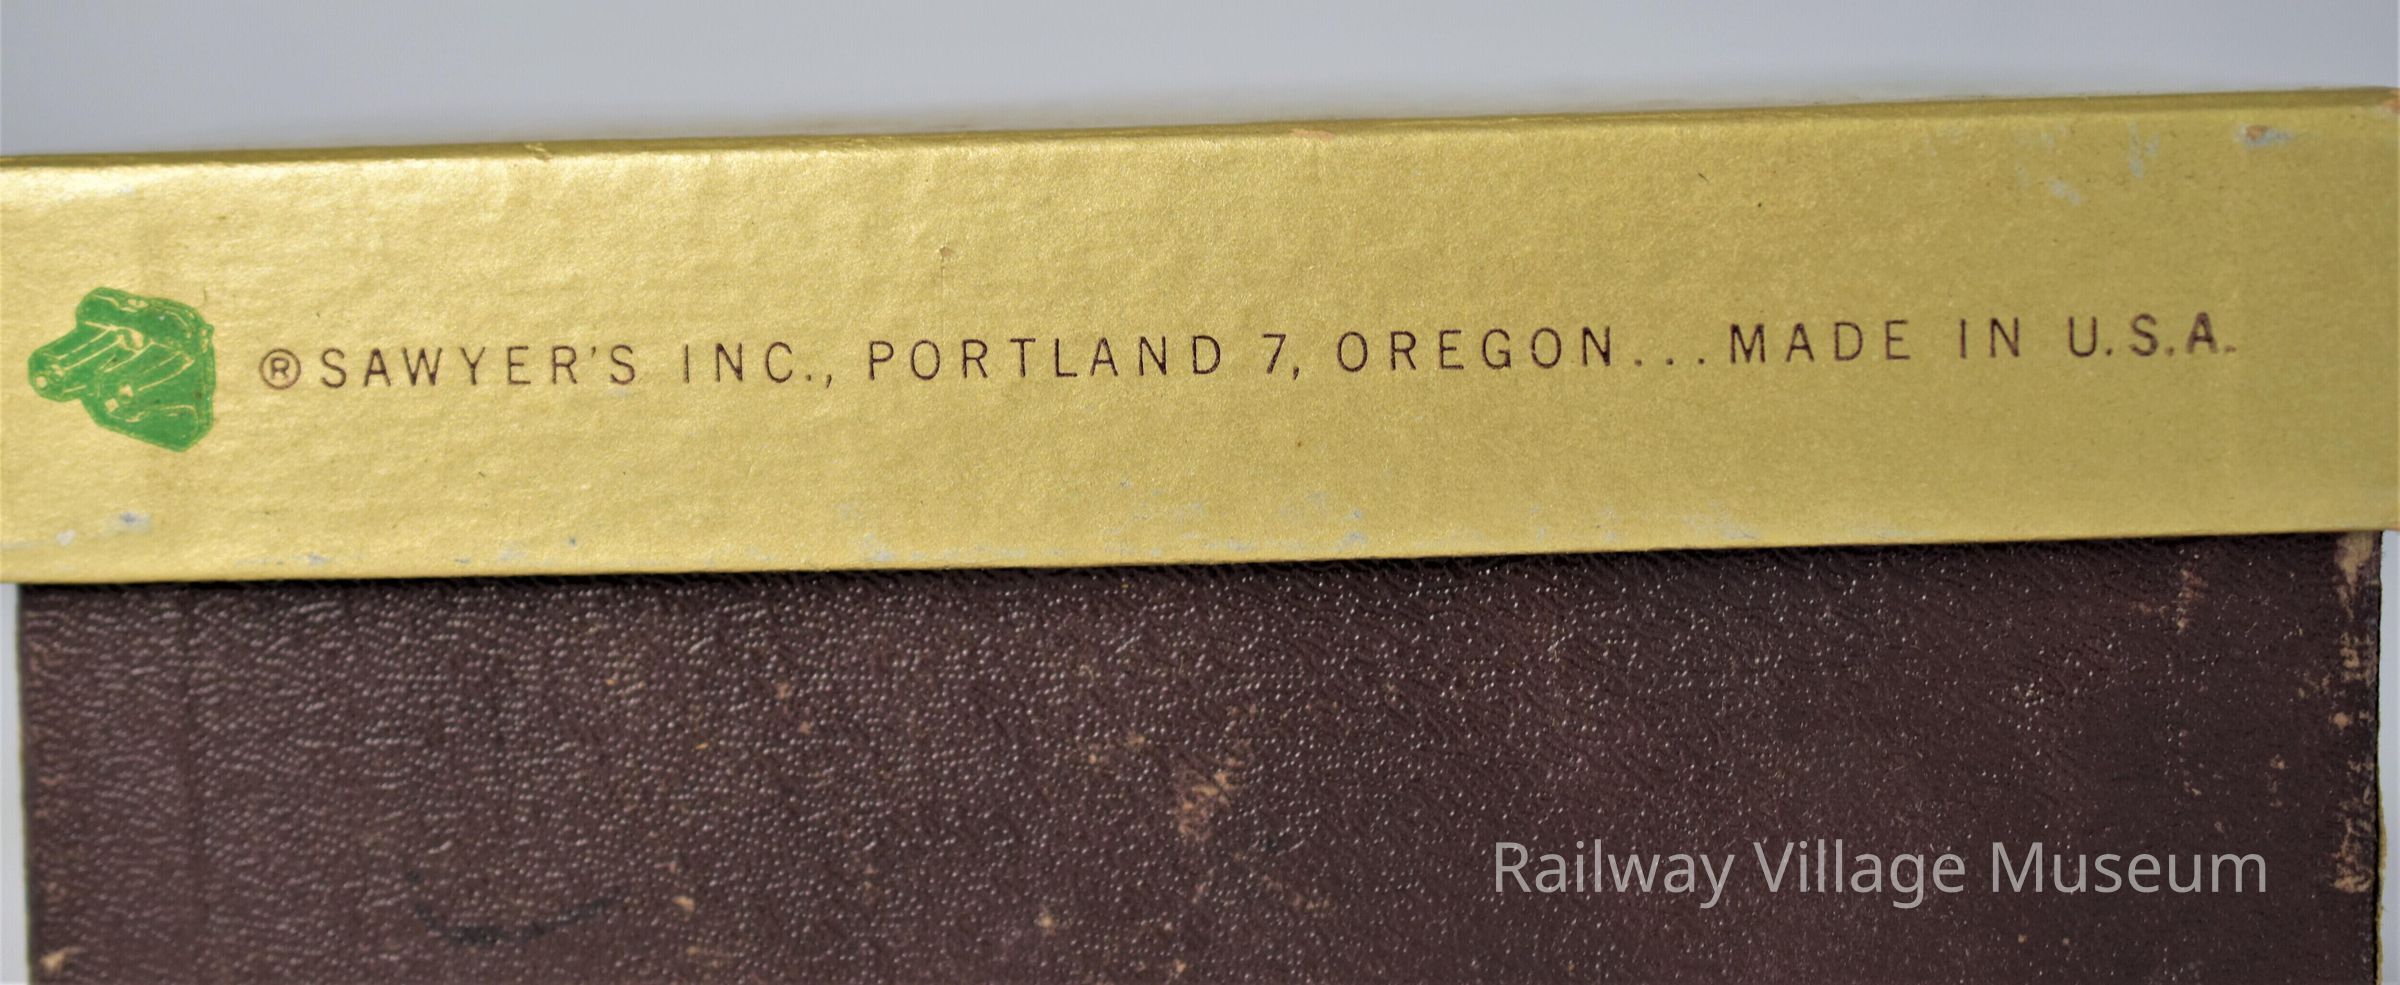 ®SAWYER'S INC., PORTLAND 7, OREGON...MADE IN U.S.A.
Railway Village Museum